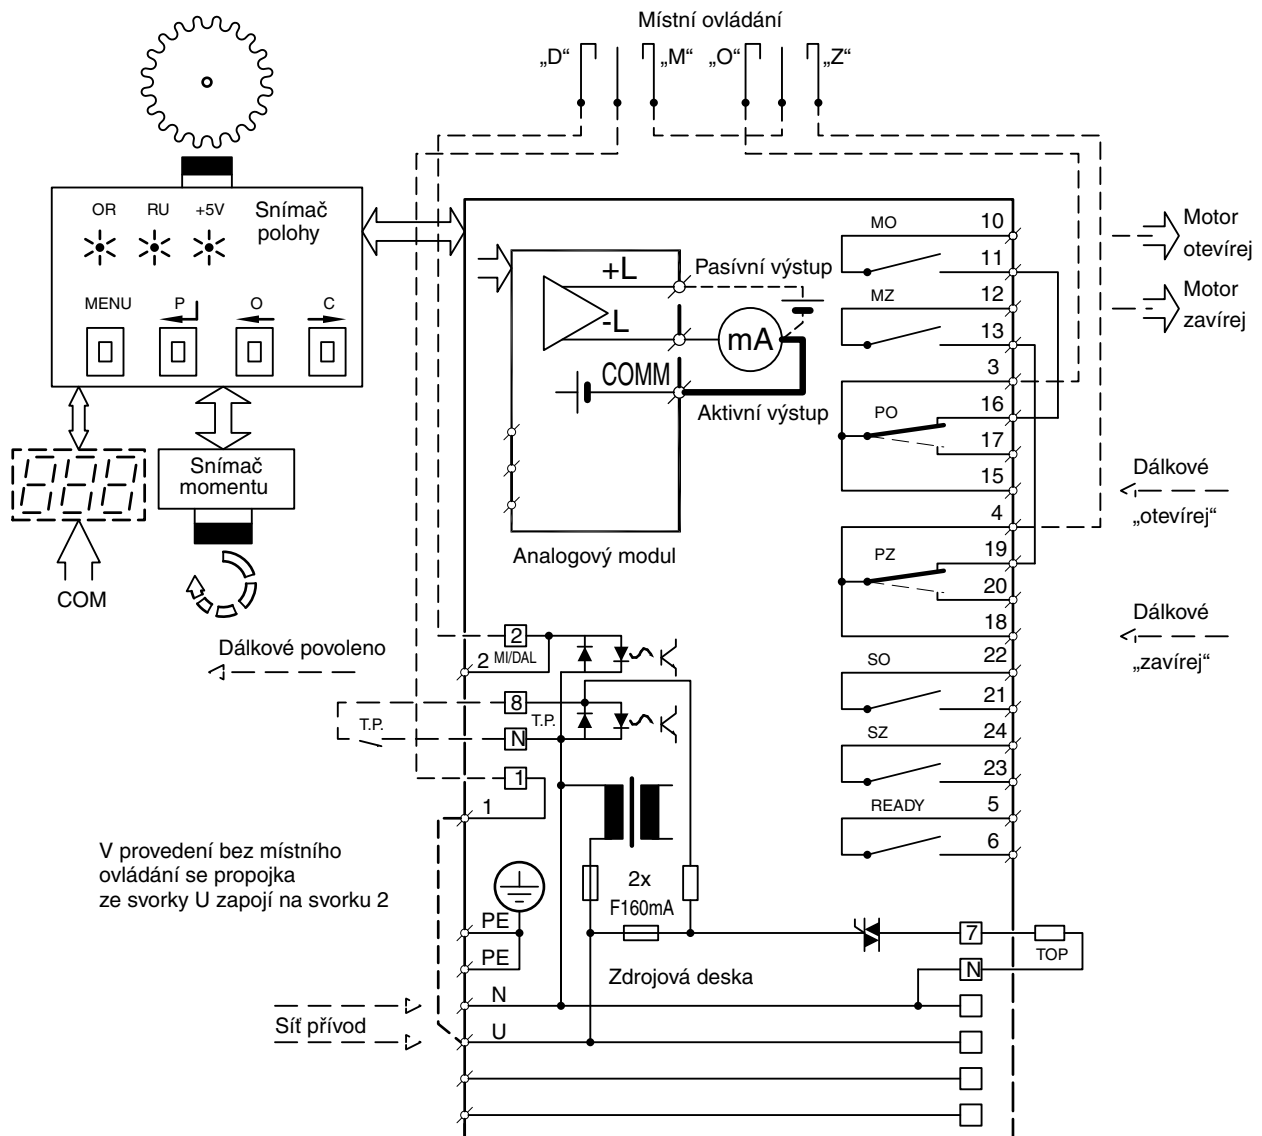 Místní ovládání
„D“
„M“
„O“
„Z“
OR
RU
+5V
Snímač
polohy
MENU
P
O
C
Snímač
momentu
COM
+L
-L
COMM
mA
Pasívní výstup
Aktivní výstup
Analogový modul
MO
10
11
MZ
12
13
3
PO
16
17
15
4
PZ
19
20
18
SO
22
21
SZ
24
23
READY
5
6
Motor
otevírej
Motor
zavírej
Dálkové
„otevírej“
Dálkové
„zavírej“
Dálkové povoleno
2
2
MI/DAL
8
T.P.
T.P.
N
1
1
V provedení bez místního
ovládání se propojka
ze svorky U zapojí na svorku 2
2x
F160mA
PE
PE
7
TOP
N
Zdrojová deska
N
Síť přívod
U